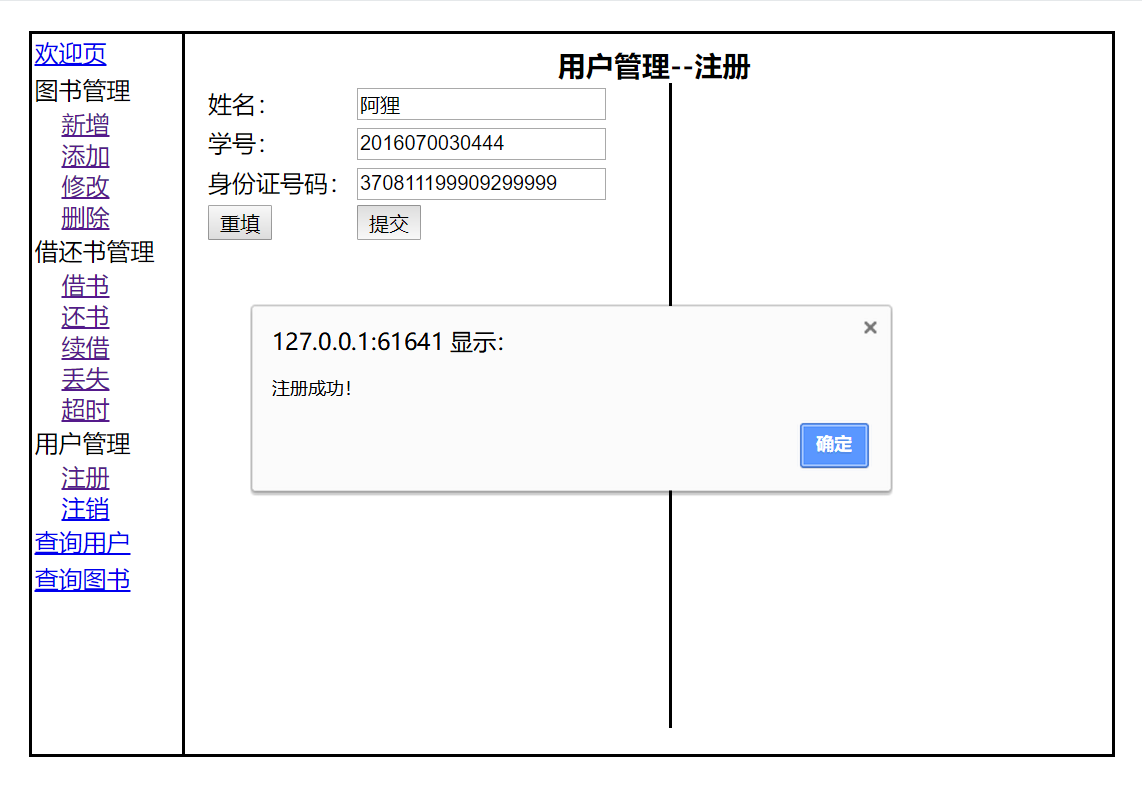 欢迎页
图书管理
新增
添加
修改
删除
借还书管理
借书
还书
续借
丢失
超时
用户管理
注册
注销
查询用户
查询图书
用户管理--注册
姓名： 阿狸
学号： 2016070030444
身份证号码： 370811199909299999
重填 提交
127.0.0.1:61641 显示:
×
注册成功！
确定